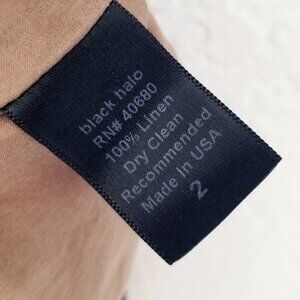 black halo
RN# 40680
100% Linen
Dry Clean
Recommended
Made In USA
2